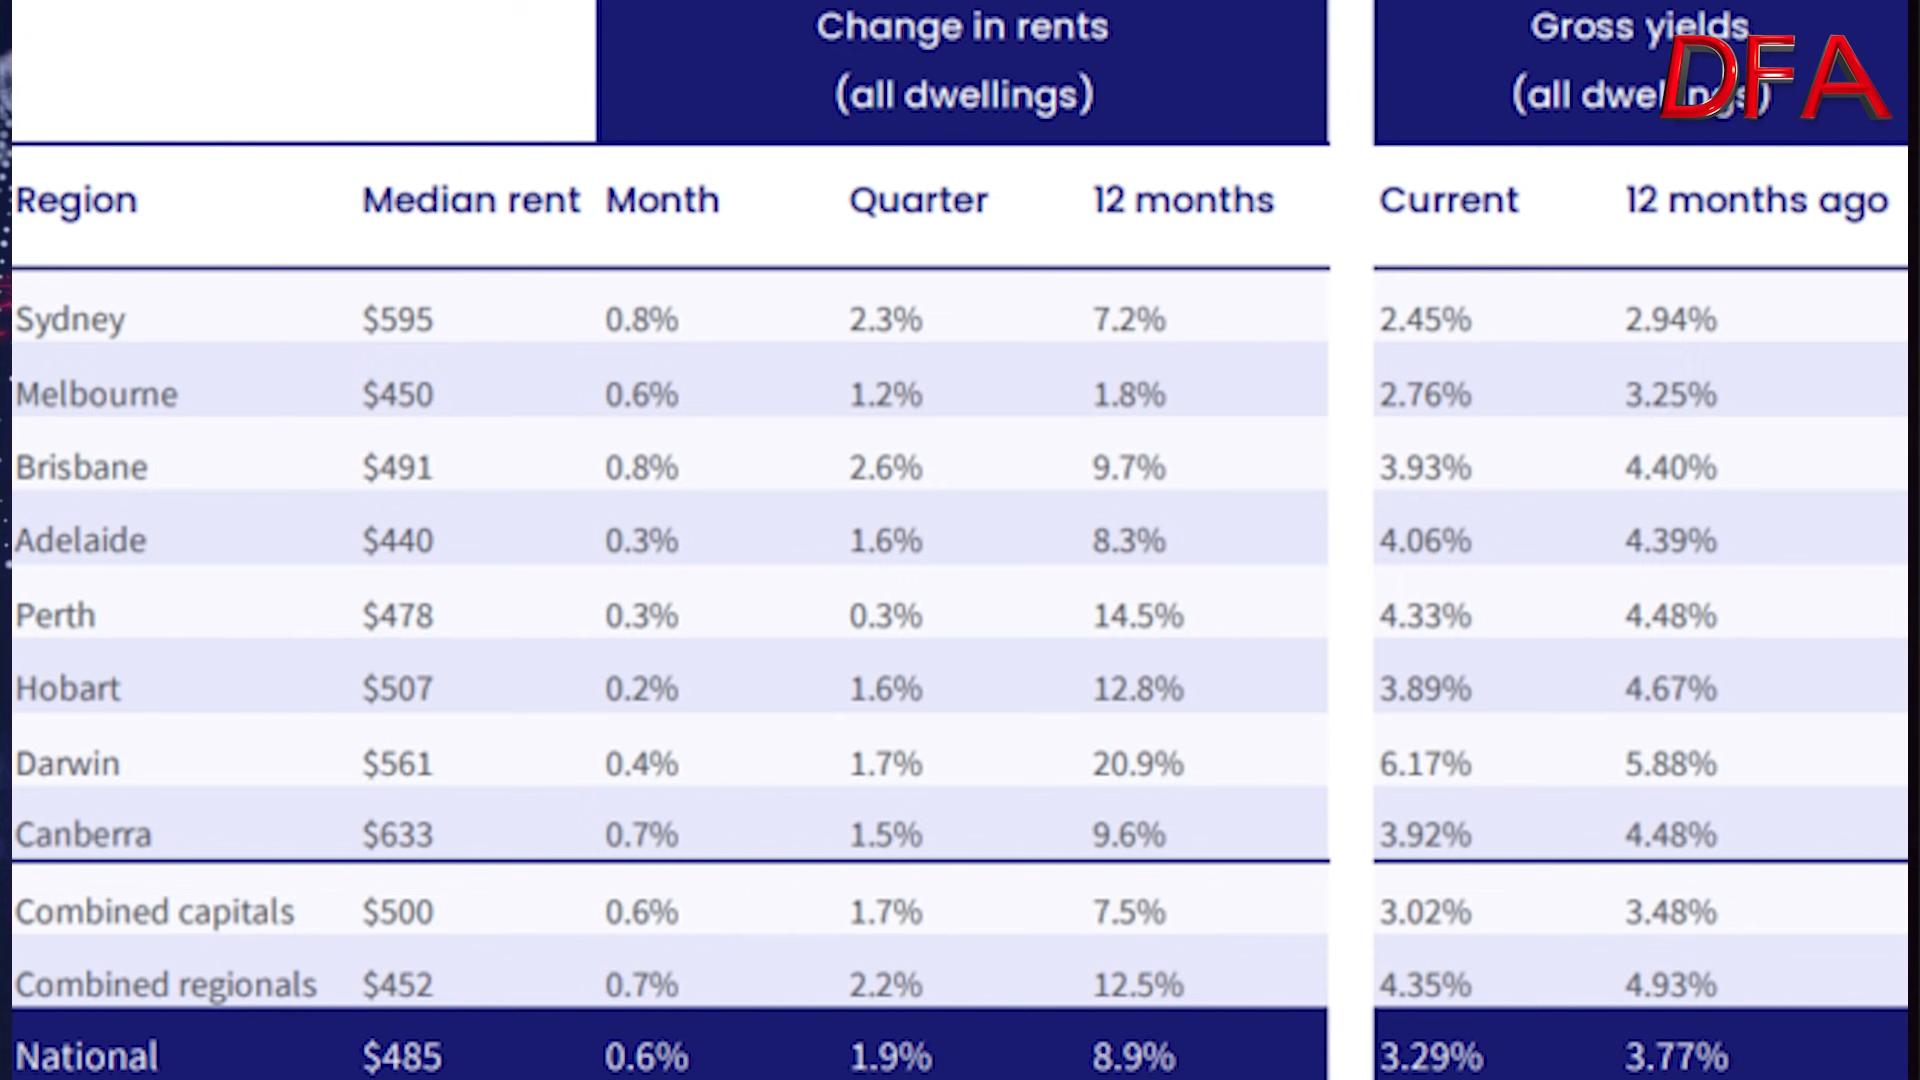 Change in rents
(all dwellings)
Gross yields
(all dwellings)
DFA
Region Median rent Month Quarter 12 months Current 12 months ago
Sydney $595 0.8% 2.3% 7.2% 2.45% 2.94%
Melbourne $450 0.6% 1.2% 1.8% 2.76% 3.25%
Brisbane $491 0.8% 2.6% 9.7% 3.93% 4.40%
Adelaide $440 0.3% 1.6% 8.3% 4.06% 4.39%
Perth $478 0.3% 0.3% 14.5% 4.33% 4.48%
Hobart $507 0.2% 1.6% 12.8% 3.89% 4.67%
Darwin $561 0.4% 1.7% 20.9% 6.17% 5.88%
Canberra $633 0.7% 1.5% 9.6% 3.92% 4.48%
Combined capitals $500 0.6% 1.7% 7.5% 3.02% 3.48%
Combined regionals $452 0.7% 2.2% 12.5% 4.35% 4.93%
National $485 0.6% 1.9% 8.9% 3.29% 3.77%